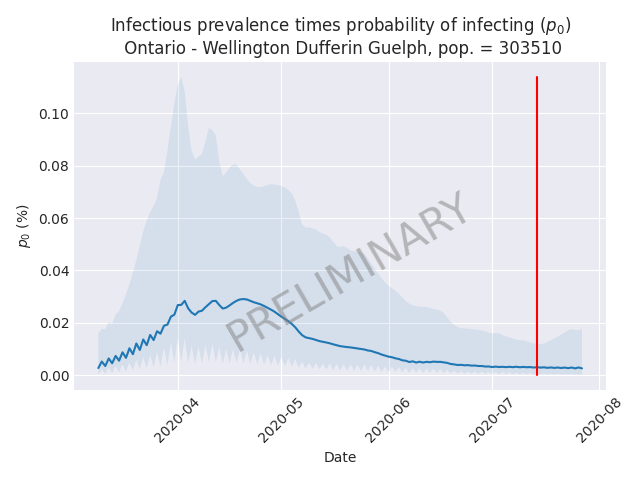 Infectious prevalence times probability of infecting (p₀)
Ontario - Wellington Dufferin Guelph, pop. = 303510
0.10
0.08
0.06
0.04
0.02
0.00
p₀ (%)
PRELIMINARY
2020-04
2020-05
2020-06
2020-07
2020-08
Date